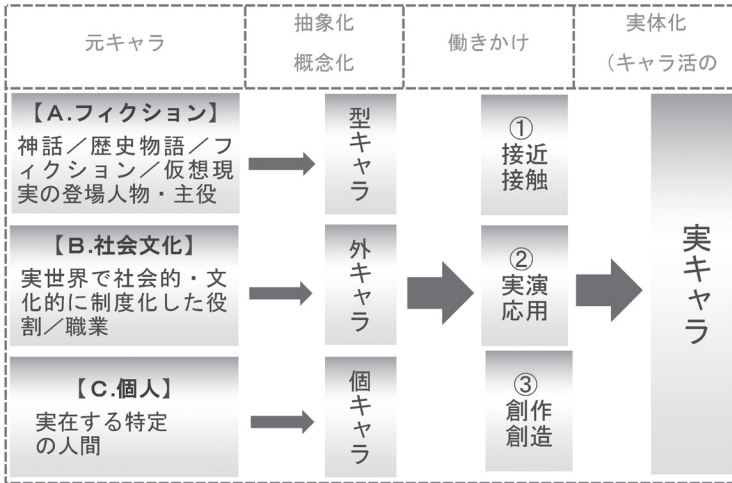 元キャラ
抽象化
概念化
働きかけ
実体化
（キャラ活の
【A.フィクション】
神話／歴史物語／フ
ィクション／仮想現
実の登場人物・主役
型キャラ
①
接近
接触
【B.社会文化】
実世界で社会的・文
化的に制度化した役
割／職業
外キャラ
②
実演
応用
【C.個人】
実在する特定
の人間
個キャラ
③
創作
創造
実キャラ